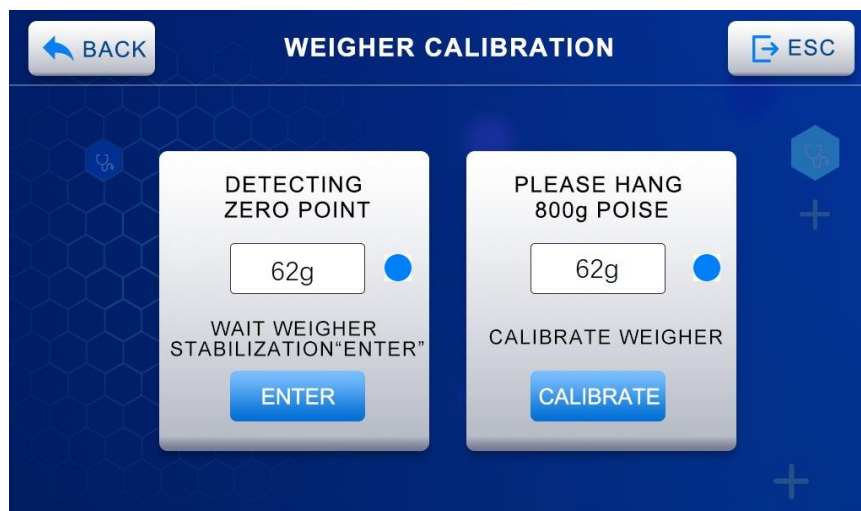 BACK
WEIGHER CALIBRATION
ESC
DETECTING
ZERO POINT
62g
WAIT WEIGHER
STABILIZATION“ENTER”
ENTER
PLEASE HANG
800g POISE
62g
CALIBRATE WEIGHER
CALIBRATE